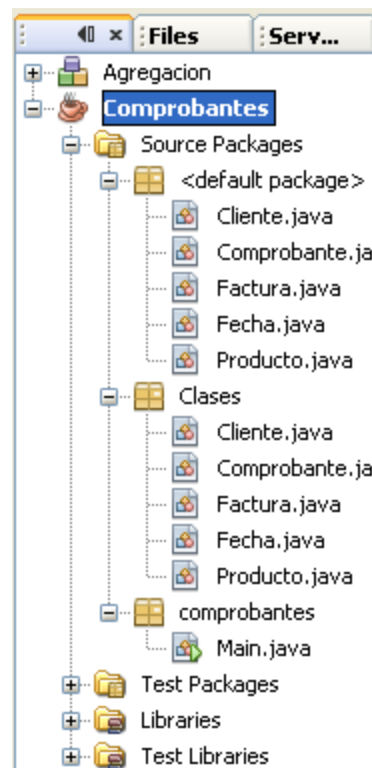 Files
Serv...
Agregacion
Comprobantes
Source Packages
<default package>
Cliente.java
Comprobante.ja
Factura.java
Fecha.java
Producto.java
Clases
Cliente.java
Comprobante.ja
Factura.java
Fecha.java
Producto.java
comprobantes
Main.java
Test Packages
Libraries
Test Libraries